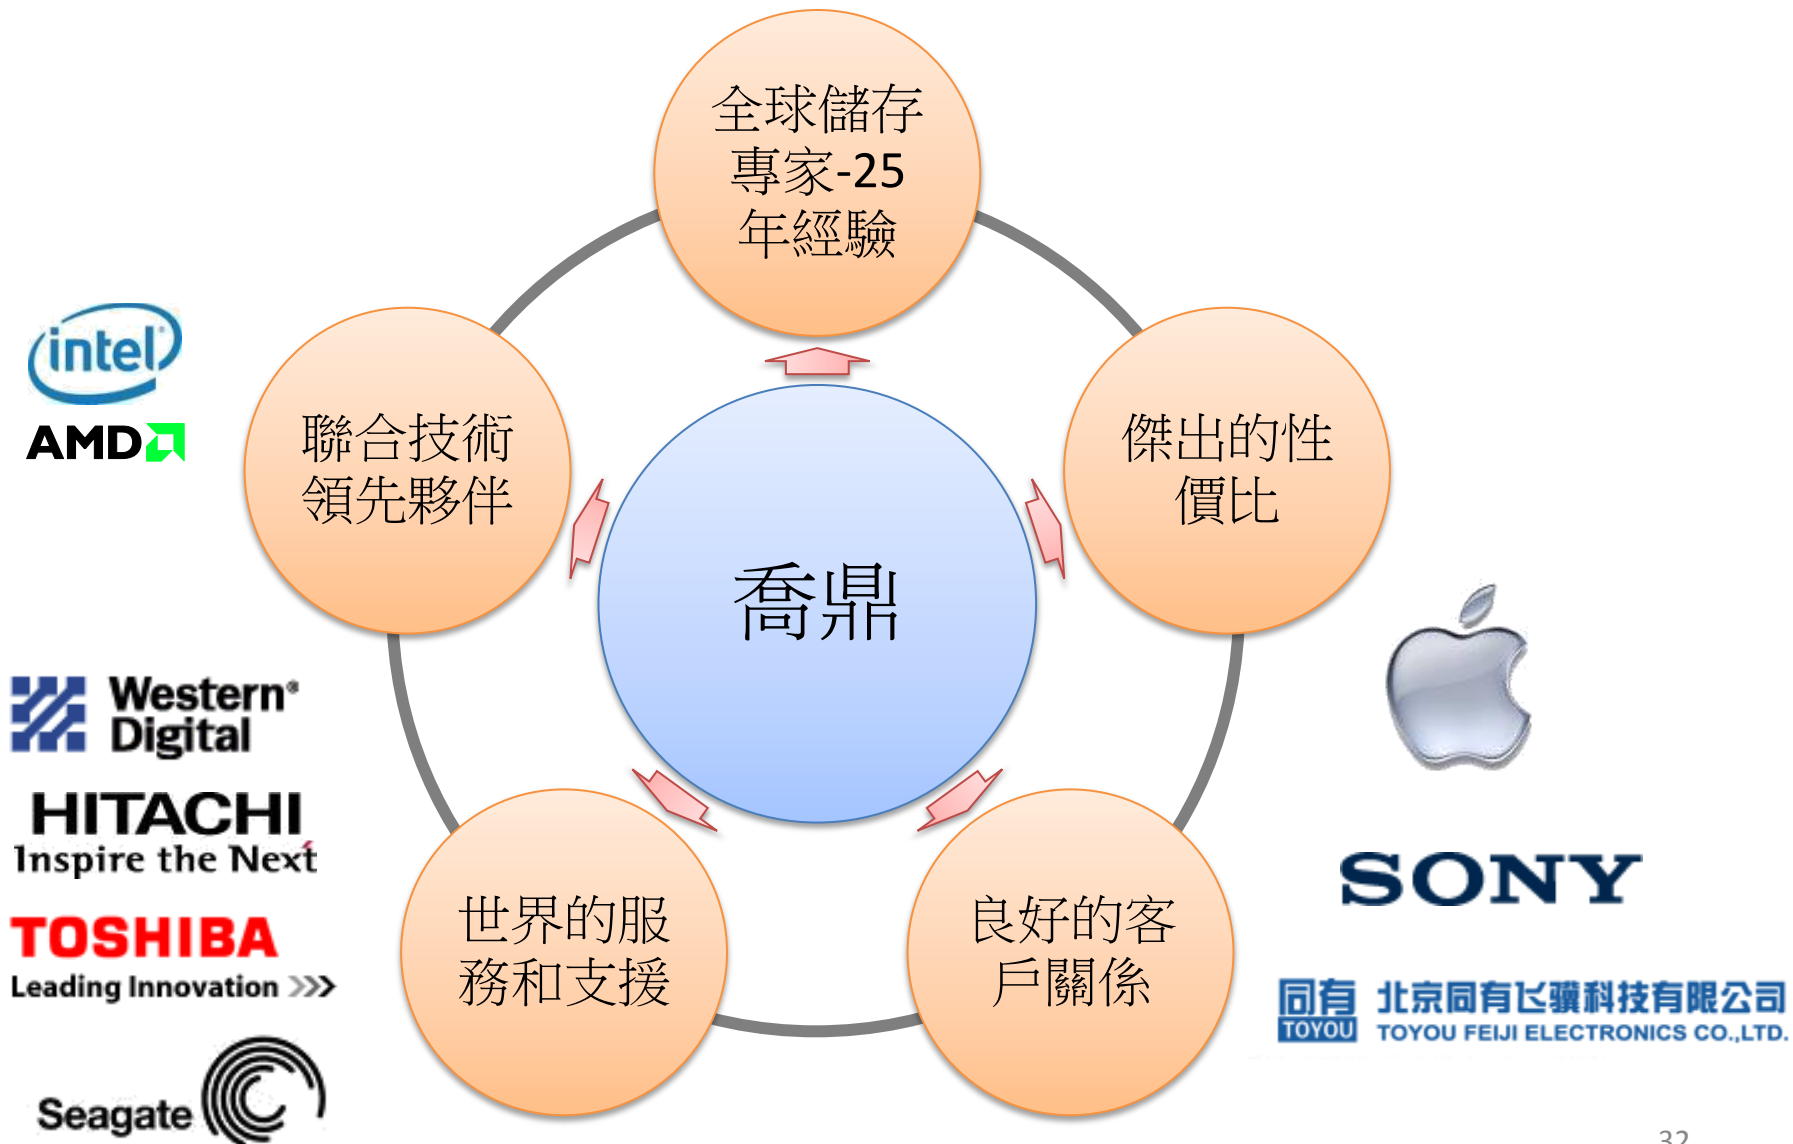 全球儲存
專家-25
年經驗
intel
AMD
聯合技術
領先夥伴
傑出的性
價比
喬鼎
Western
Digital
HITACHI
Inspire the Next
TOSHIBA
Leading Innovation >>>
Seagate
世界的服
務和支援
良好的客
戶關係
SONY
同有
TOYOU
北京同有飞骥科技有限公司
TOYOU FEIJI ELECTRONICS CO.,LTD.
32